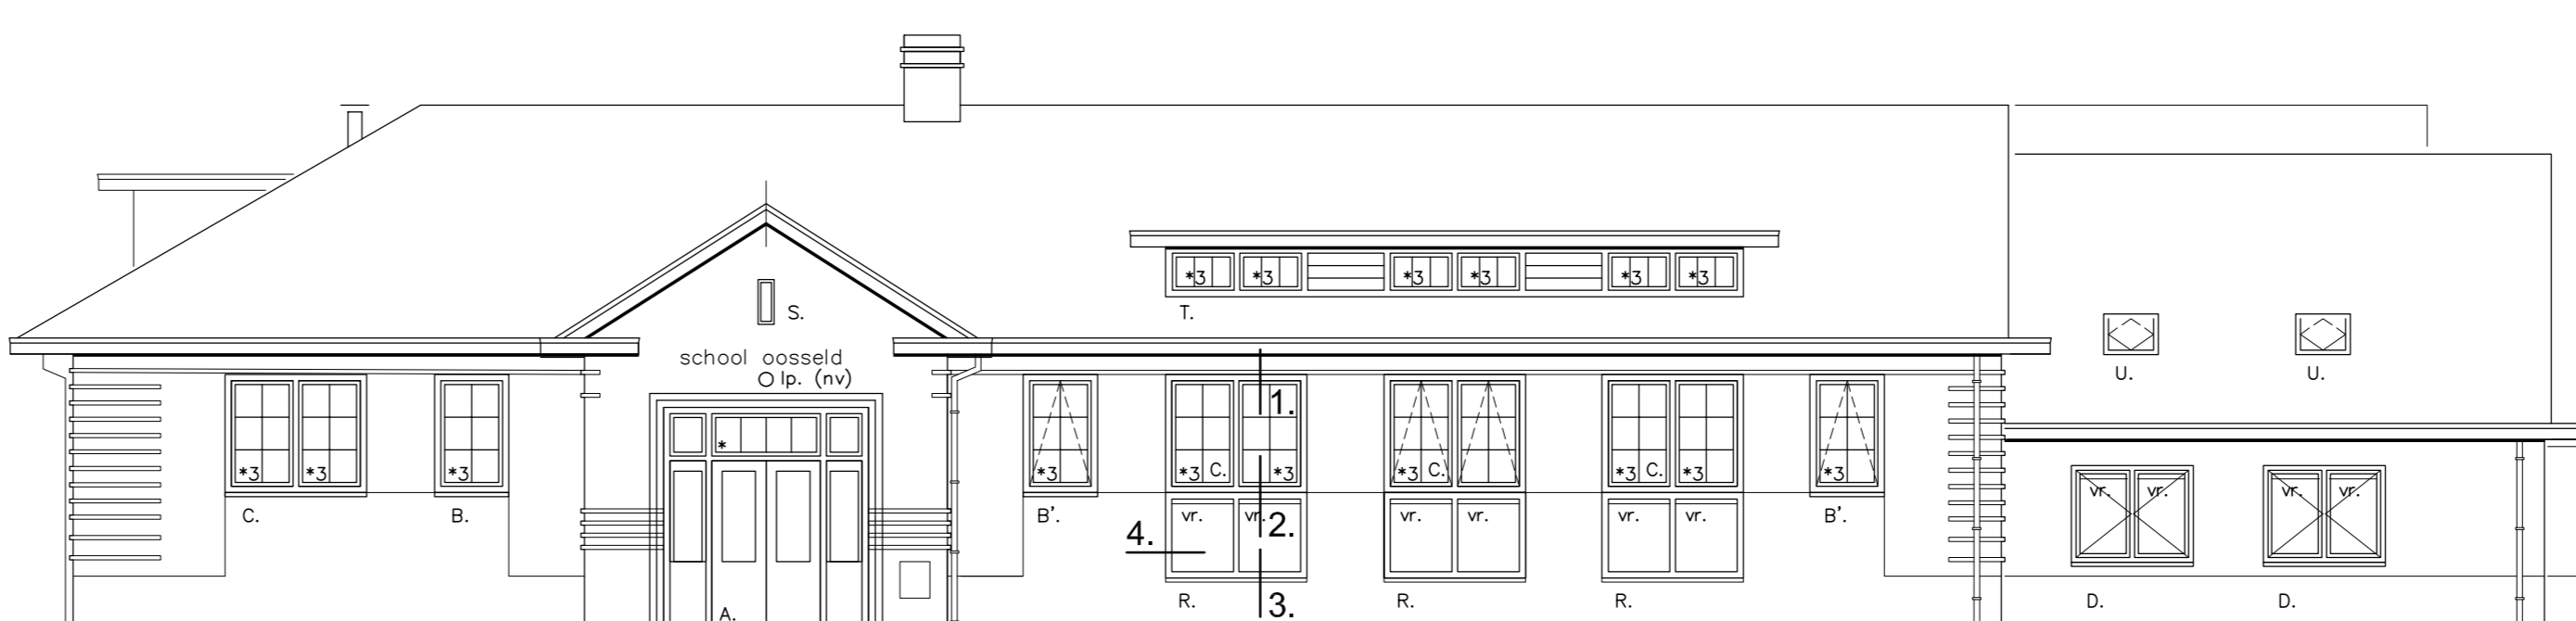 *3 *3 *3 *3 *3 *3
T.
S.
school oosseld
lp. (nv)
U. U.
1.
*
*3 *3 *3 *3 *3 C. *3 *3 C. *3 C. *3 *3
vr. vr. vr. vr.
C. B. B'. vr. vr. vr. vr. vr. vr. B'.
4. 2.
A. R. 3. R. R. D. D.